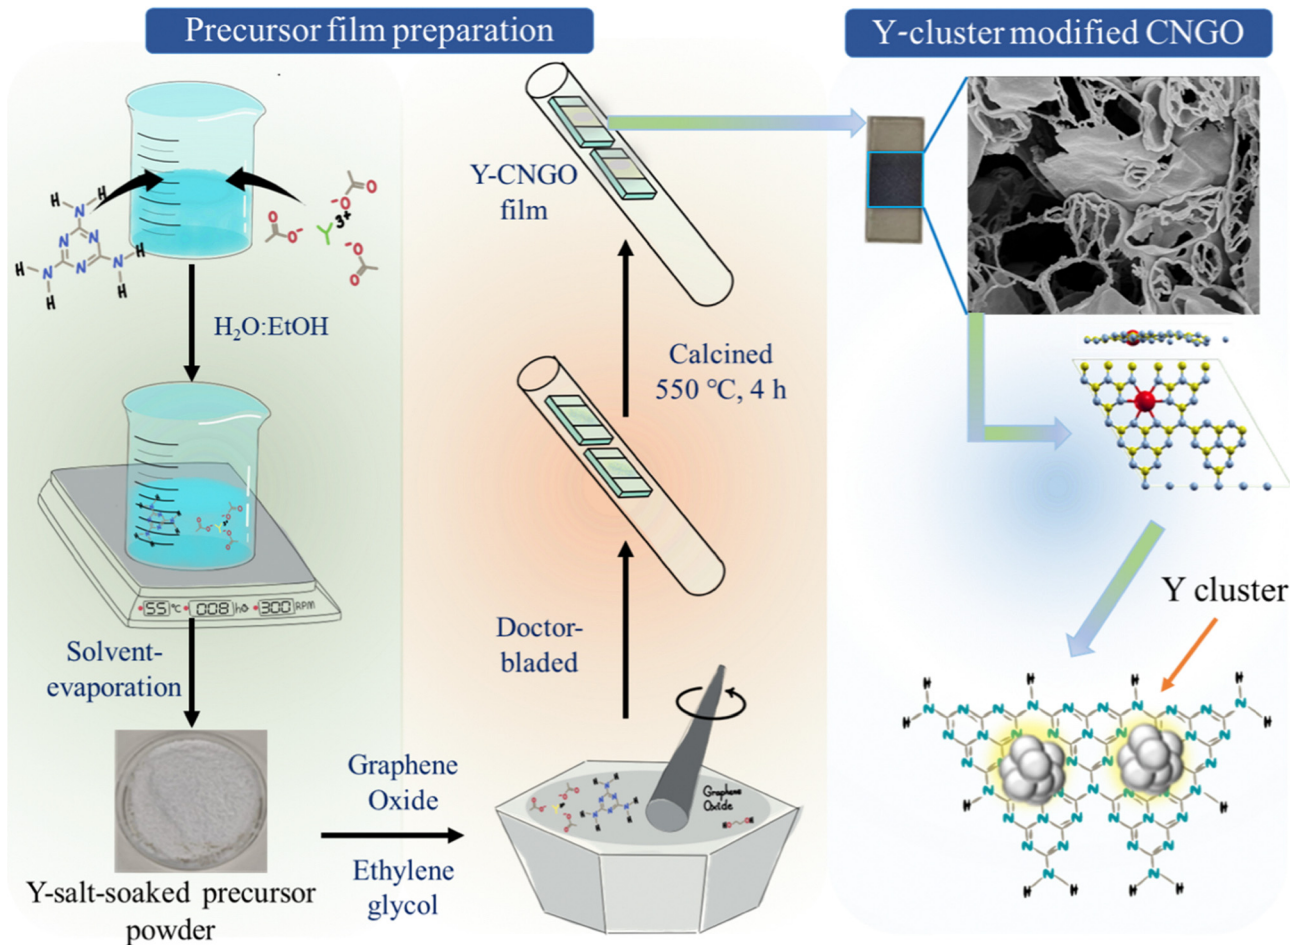 Precursor film preparation
Y-cluster modified CNGO
H H
N
N N
N
H N N H
H H
O
O⁻
O O⁻
Y 3+
⁻O
O
H₂O:EtOH
55 °C 008 h 300 RPM
Solvent-
evaporation
Y-salt-soaked precursor
powder
Graphene
Oxide
Ethylene
glycol
Graphene
Oxide
Doctor-
bladed
Calcined
550 °C, 4 h
Y-CNGO
film
Y cluster